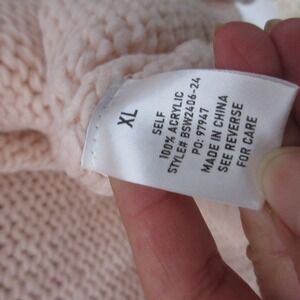 XL
SELF
100% ACRYLIC
STYLE# BSW2406-24
PO: 97947
MADE IN CHINA
SEE REVERSE
FOR CARE